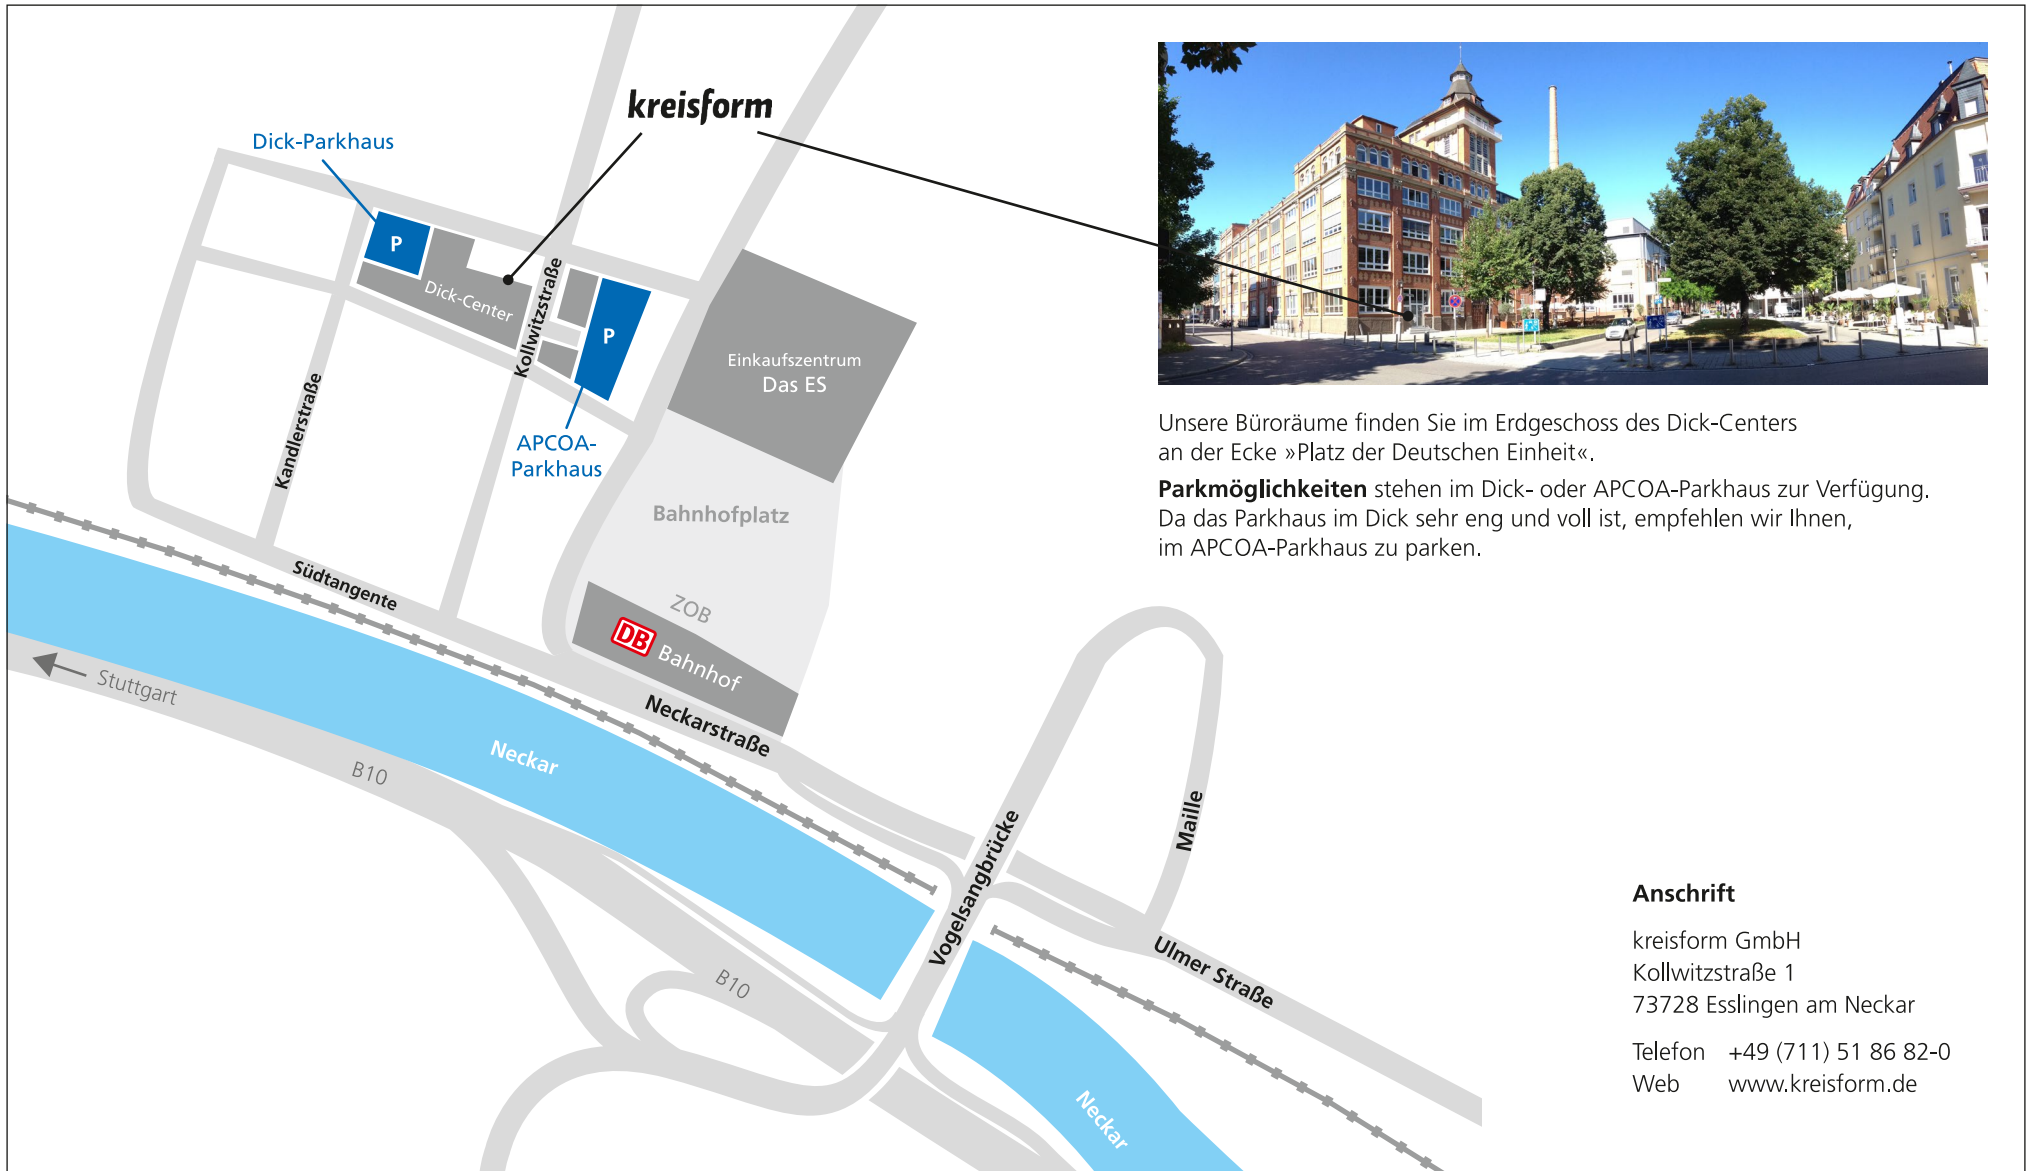 kreisform
Dick-Parkhaus
P
Dick-Center
Kollwitzstraße
P
Einkaufszentrum
Das ES
Kandlerstraße
APCOA-
Parkhaus
Bahnhofplatz
Südtangente
ZOB
DB Bahnhof
Stuttgart
Neckarstraße
B10
Neckar
Maille
Vogelsangbrücke
B10
Ulmer Straße
Neckar
Unsere Büroräume finden Sie im Erdgeschoss des Dick-Centers
an der Ecke »Platz der Deutschen Einheit«.
Parkmöglichkeiten stehen im Dick- oder APCOA-Parkhaus zur Verfügung.
Da das Parkhaus im Dick sehr eng und voll ist, empfehlen wir Ihnen,
im APCOA-Parkhaus zu parken.
Anschrift
kreisform GmbH
Kollwitzstraße 1
73728 Esslingen am Neckar
Telefon +49 (711) 51 86 82-0
Web www.kreisform.de